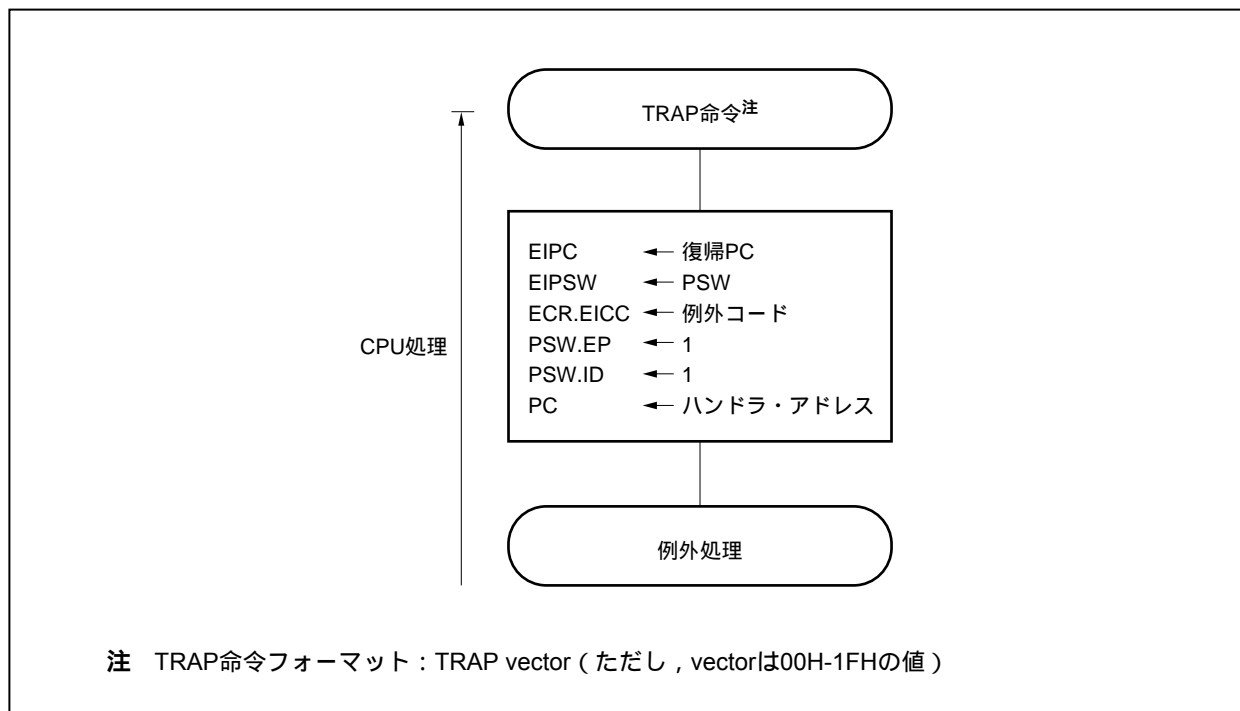 TRAP命令注
CPU処理
EIPC ← 復帰PC
EIPSW ← PSW
ECR.EICC ← 例外コード
PSW.EP ← 1
PSW.ID ← 1
PC ← ハンドラ・アドレス
例外処理
注 TRAP命令フォーマット：TRAP vector（ただし，vectorは00H-1FHの値）